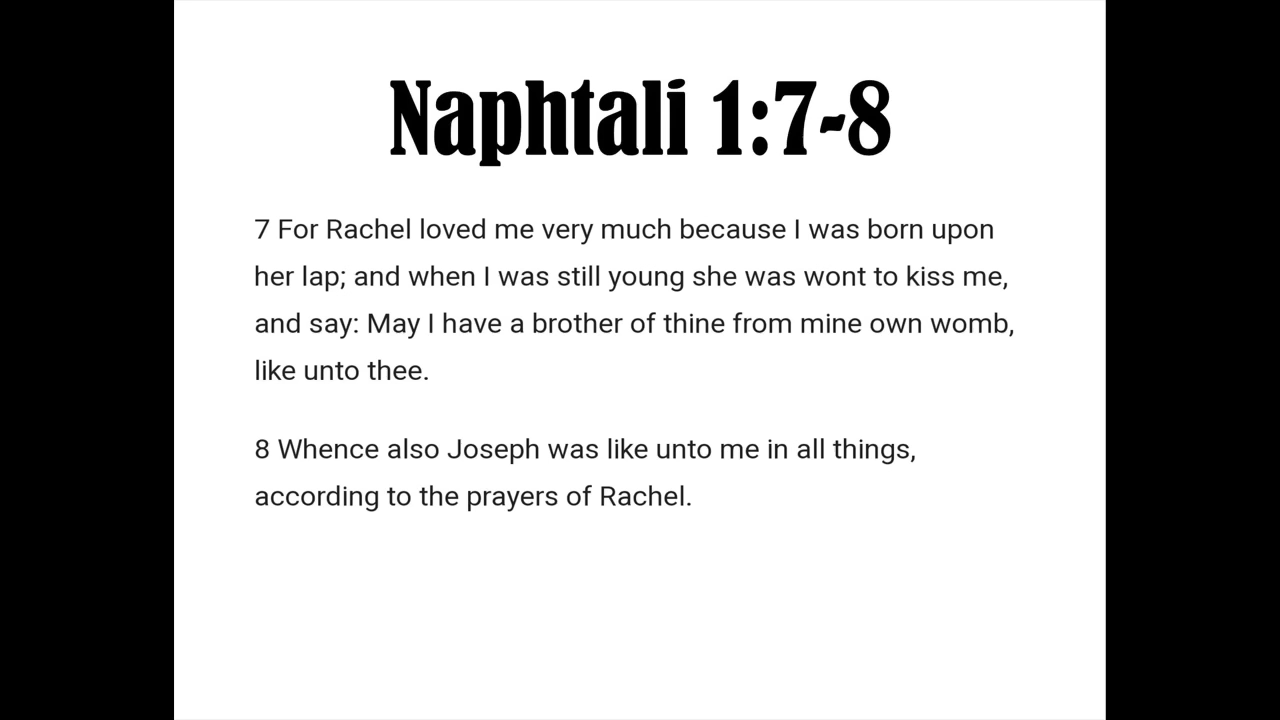 Naphtali 1:7-8
7 For Rachel loved me very much because I was born upon
her lap; and when I was still young she was wont to kiss me,
and say: May I have a brother of thine from mine own womb,
like unto thee.
8 Whence also Joseph was like unto me in all things,
according to the prayers of Rachel.